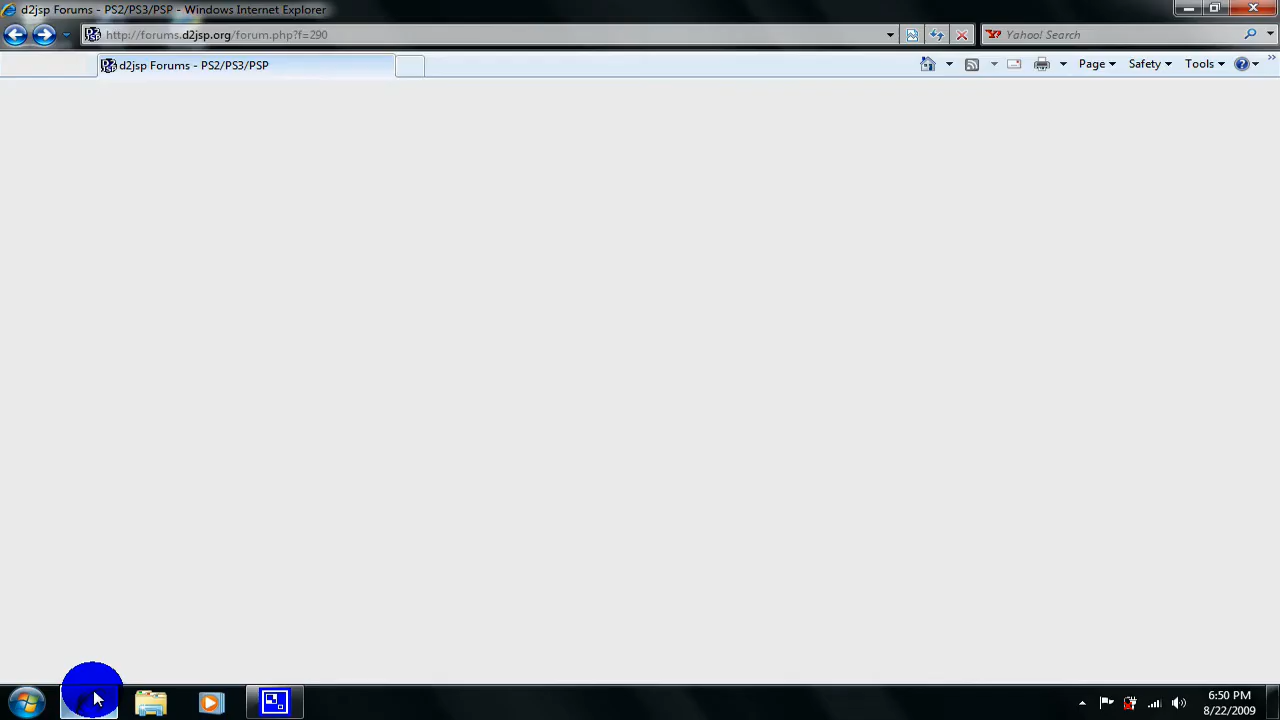 d2jsp Forums - PS2/PS3/PSP - Windows Internet Explorer
http://forums.d2jsp.org/forum.php?f=290
Yahoo! Search
d2jsp Forums - PS2/PS3/PSP
Page
Safety
Tools
6:50 PM
8/22/2009